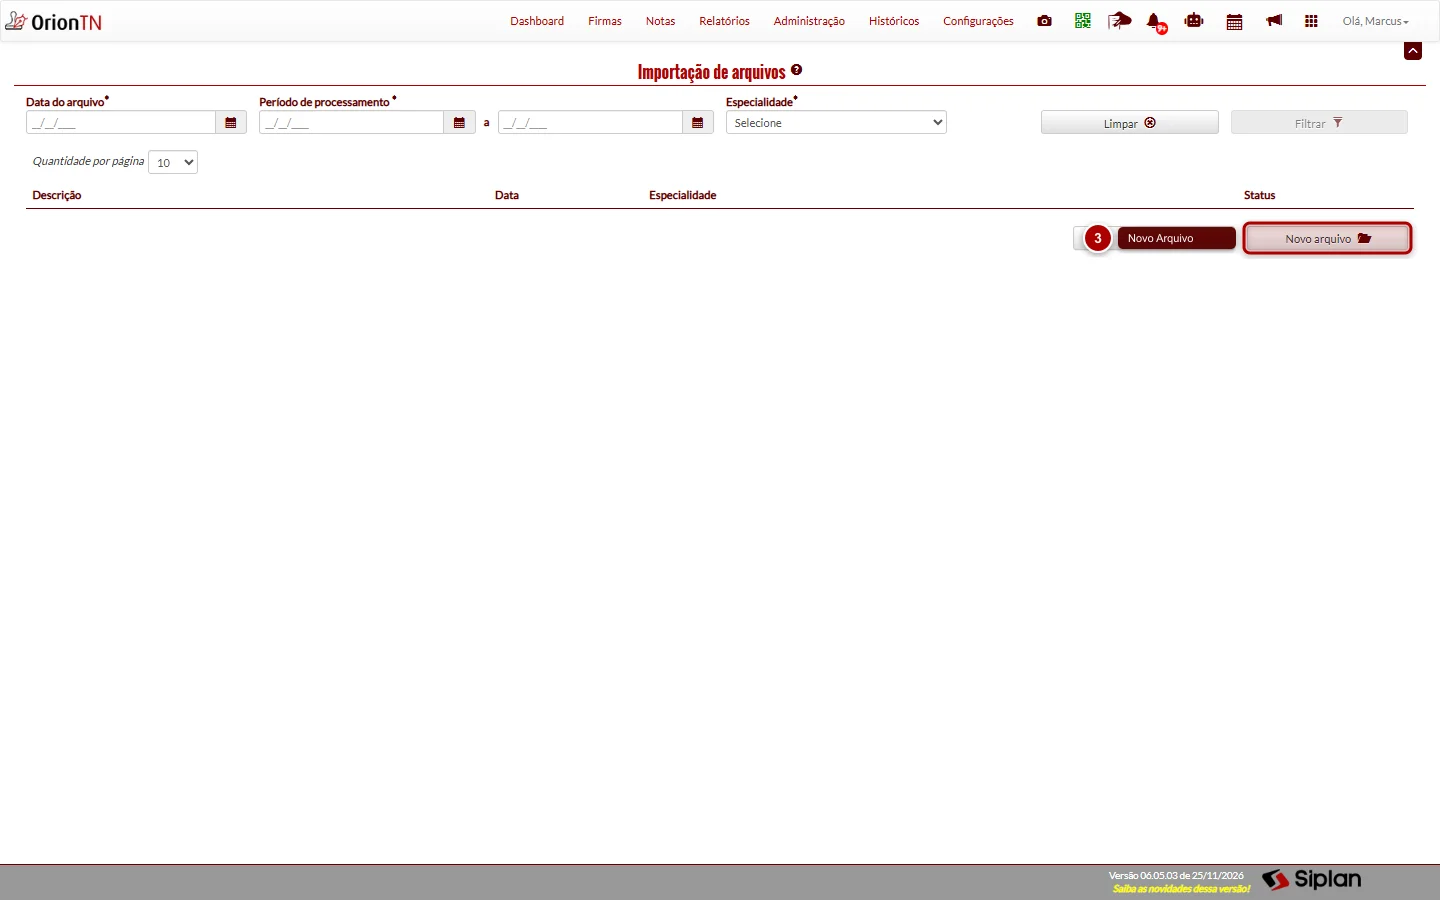 OrionTN Dashboard Firmas Notas Relatórios Administração Históricos Configurações 9+ Olá, Marcus
Importação de arquivos ?
Data do arquivo* Período de processamento * Especialidade*
__/__/____ __/__/____ a __/__/____ Selecione Limpar Filtrar
Quantidade por página 10
Descrição Data Especialidade Status
3 Novo Arquivo Novo arquivo
Versão 06.05.03 de 25/11/2026
Saiba as novidades dessa versão!
Siplan